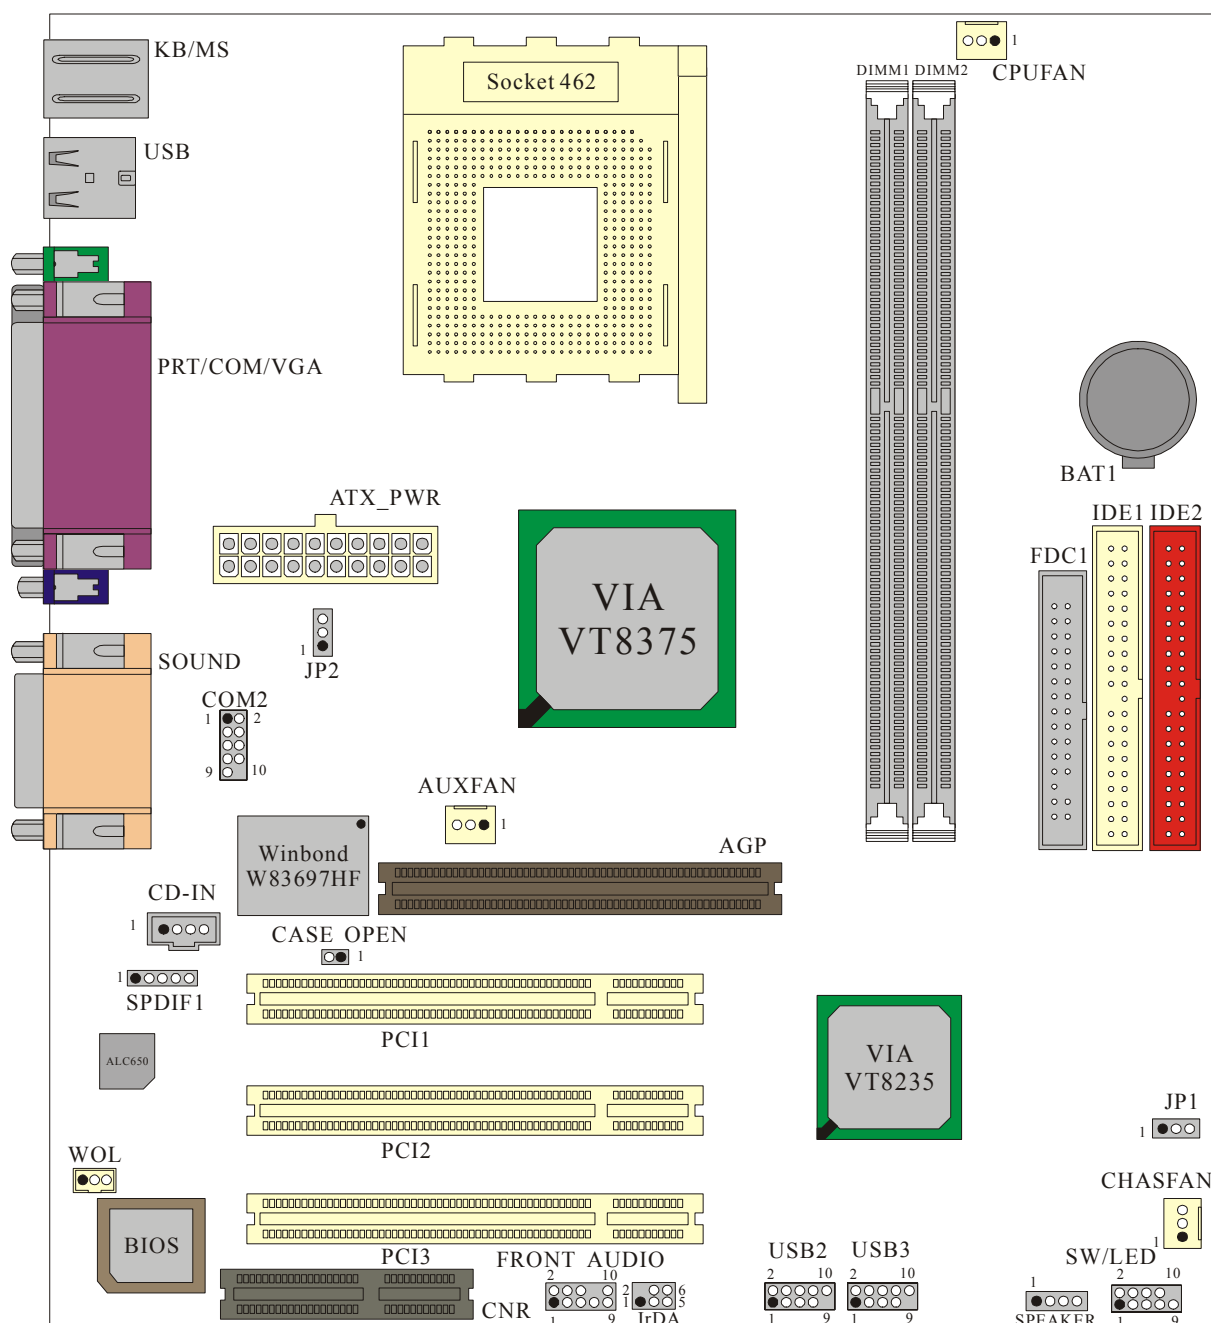 KB/MS
Socket 462
1
CPUFAN
DIMM1 DIMM2
USB
PRT/COM/VGA
BAT1
ATX_PWR
IDE1 IDE2
FDC1
VIA
VT8375
1
JP2
SOUND
COM2
1 2
9 10
AUXFAN
1
AGP
Winbond
W83697HF
CD-IN
1
CASE OPEN
1
1
SPDIF1
PCI1
ALC650
VIA
VT8235
JP1
1
PCI2
WOL
CHASFAN
1
BIOS
PCI3
FRONT AUDIO
2 10
1 9
CNR
2 6
1 5
IrDA
USB2
2 10
1 9
USB3
2 10
1 9
SW/LED
2 10
1 9
1
SPEAKER